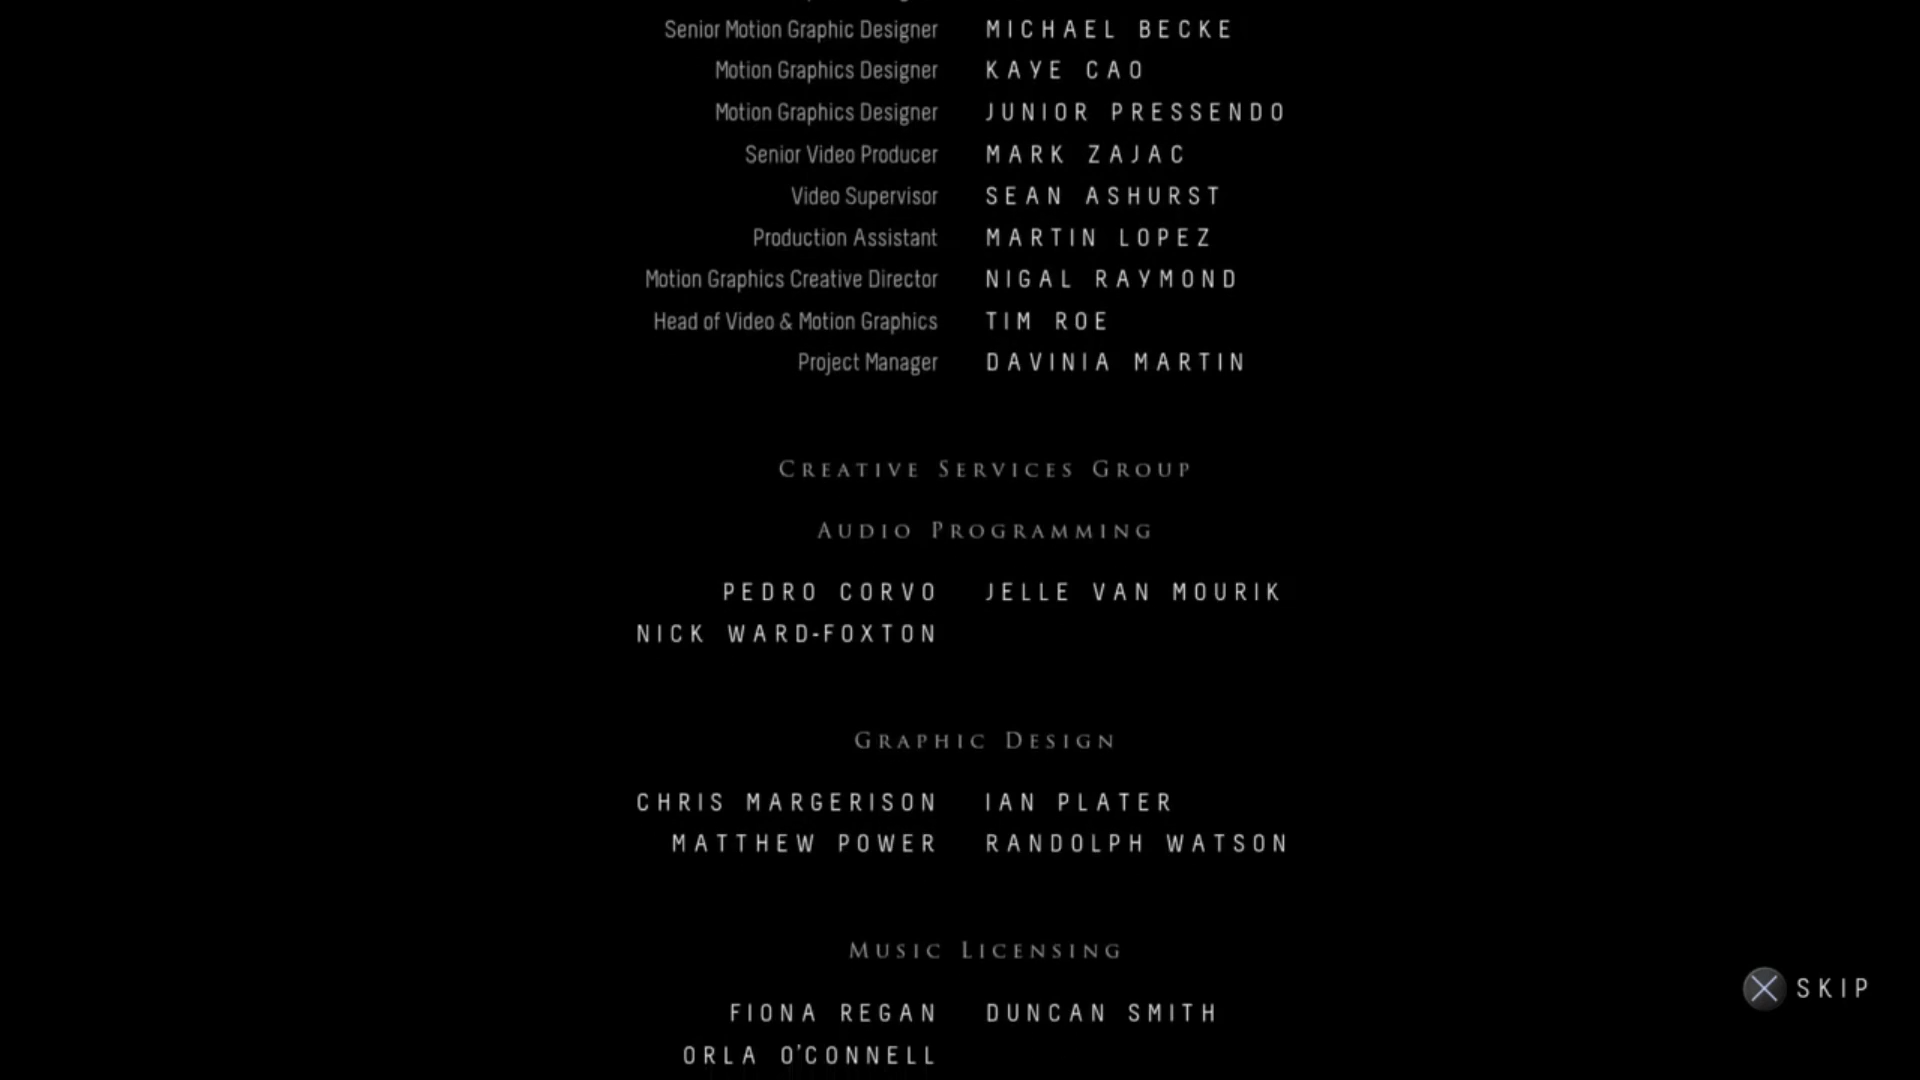 Senior Motion Graphic Designer MICHAEL BECKE
Motion Graphics Designer KAYE CAO
Motion Graphics Designer JUNIOR PRESSENDO
Senior Video Producer MARK ZAJAC
Video Supervisor SEAN ASHURST
Production Assistant MARTIN LOPEZ
Motion Graphics Creative Director NIGAL RAYMOND
Head of Video & Motion Graphics TIM ROE
Project Manager DAVINIA MARTIN
CREATIVE SERVICES GROUP
AUDIO PROGRAMMING
PEDRO CORVO JELLE VAN MOURIK
NICK WARD-FOXTON
GRAPHIC DESIGN
CHRIS MARGERISON IAN PLATER
MATTHEW POWER RANDOLPH WATSON
MUSIC LICENSING
SKIP
FIONA REGAN DUNCAN SMITH
ORLA O'CONNELL